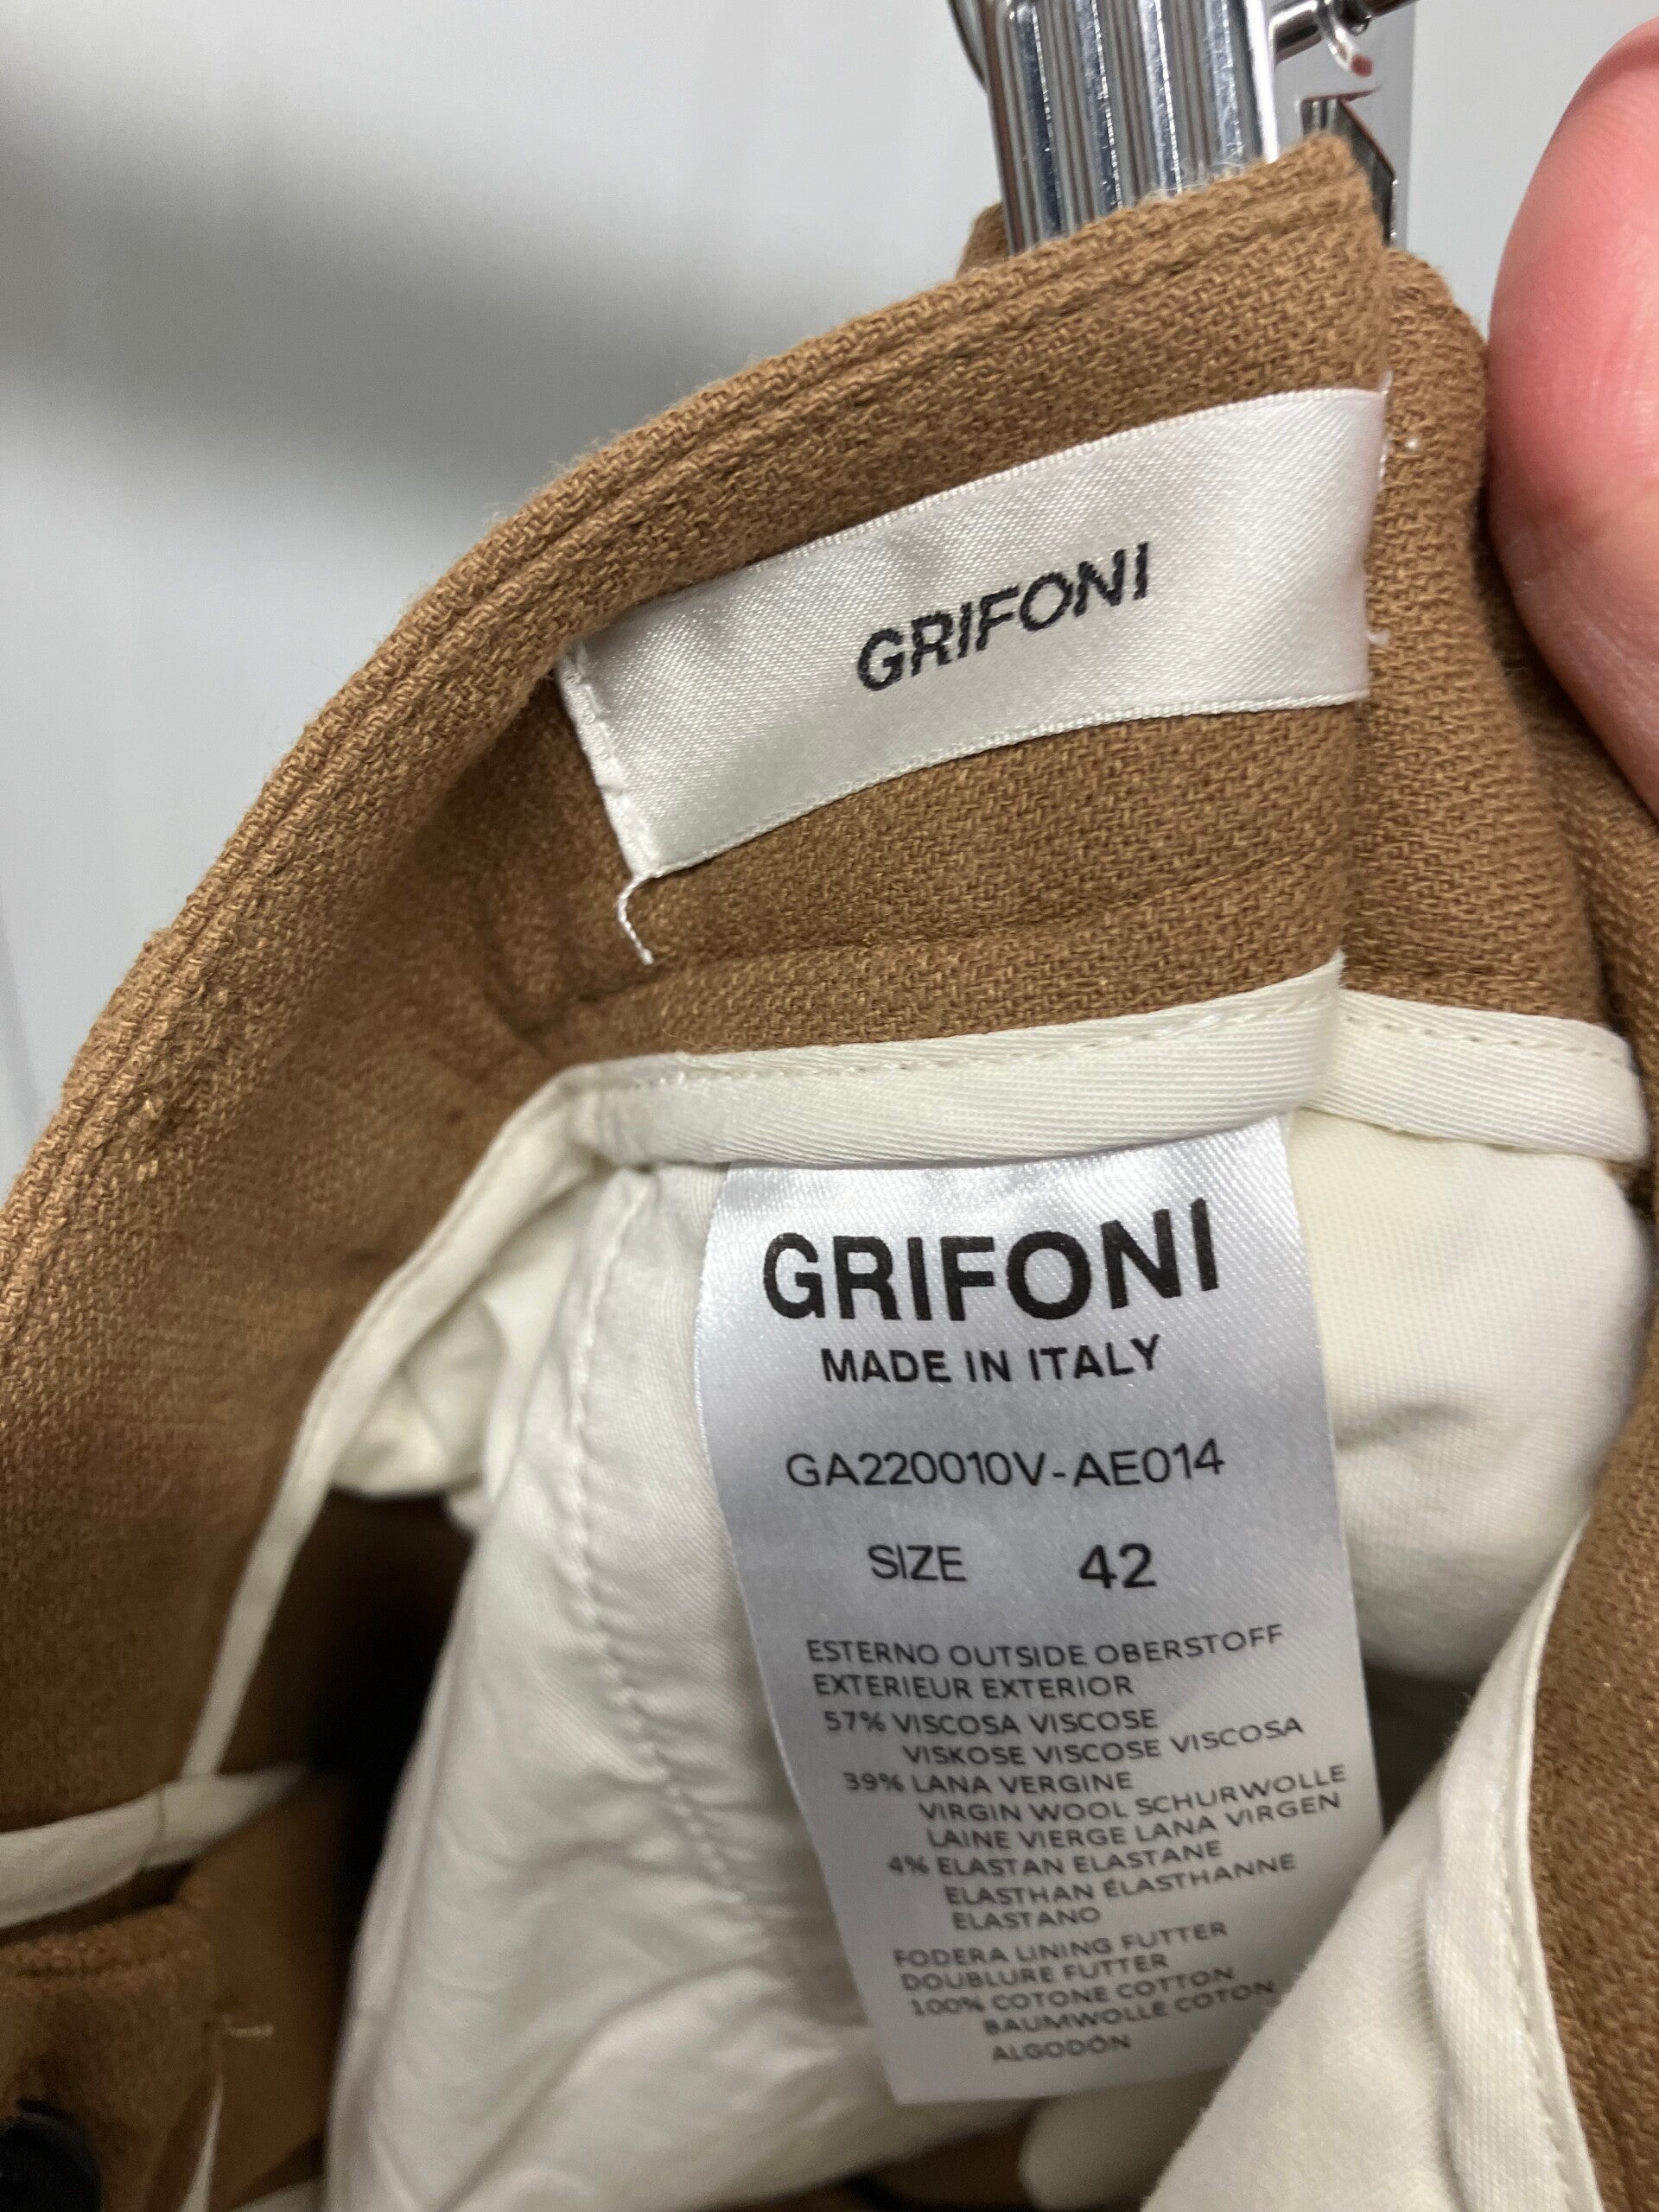 GRIFONI
GRIFONI
MADE IN ITALY
GA220010V-AE014
SIZE 42
ESTERNO OUTSIDE OBERSTOFF
EXTERIEUR EXTERIOR
57% VISCOSA VISCOSE
VISKOSE VISCOSE VISCOSA
39% LANA VERGINE
VIRGIN WOOL SCHURWOLLE
LAINE VIERGE LANA VIRGEN
4% ELASTAN ELASTANE
ELASTHAN ÉLASTHANNE
ELASTANO
FODERA LINING FUTTER
DOUBLURE FUTTER
100% COTONE COTTON
BAUMWOLLE COTON
ALGODÓN